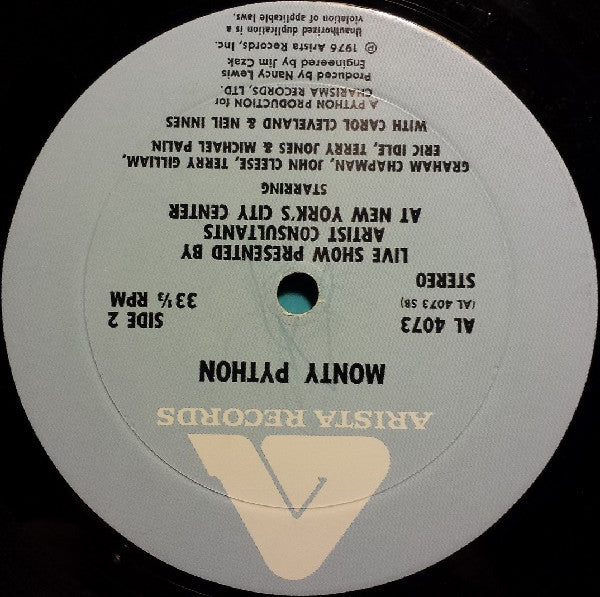 ARISTA RECORDS
MONTY PYTHON
AL 4073
(AL 4073 SB)
STEREO
SIDE 2
33⅓ RPM
LIVE SHOW PRESENTED BY
ARTIST CONSULTANTS
AT NEW YORK'S CITY CENTER
STARRING
GRAHAM CHAPMAN, JOHN CLEESE, TERRY GILLIAM,
ERIC IDLE, TERRY JONES & MICHAEL PALIN
WITH CAROL CLEVELAND & NEIL INNES
A PYTHON PRODUCTION for
CHARISMA RECORDS, LTD.
Produced by Nancy Lewis
Engineered by Jim Czak
℗ 1976 Arista Records, Inc.
Unauthorized duplication is a
violation of applicable laws.